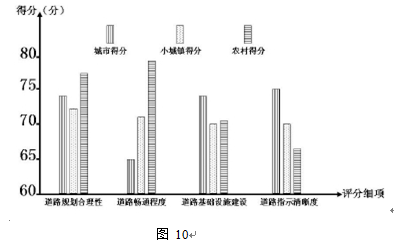 得分（分）
城市得分 小城镇得分 农村得分
80
75
70
65
60
道路规划合理性 道路畅通程度 道路基础设施建设 道路指示清晰度
评分细项
图 10